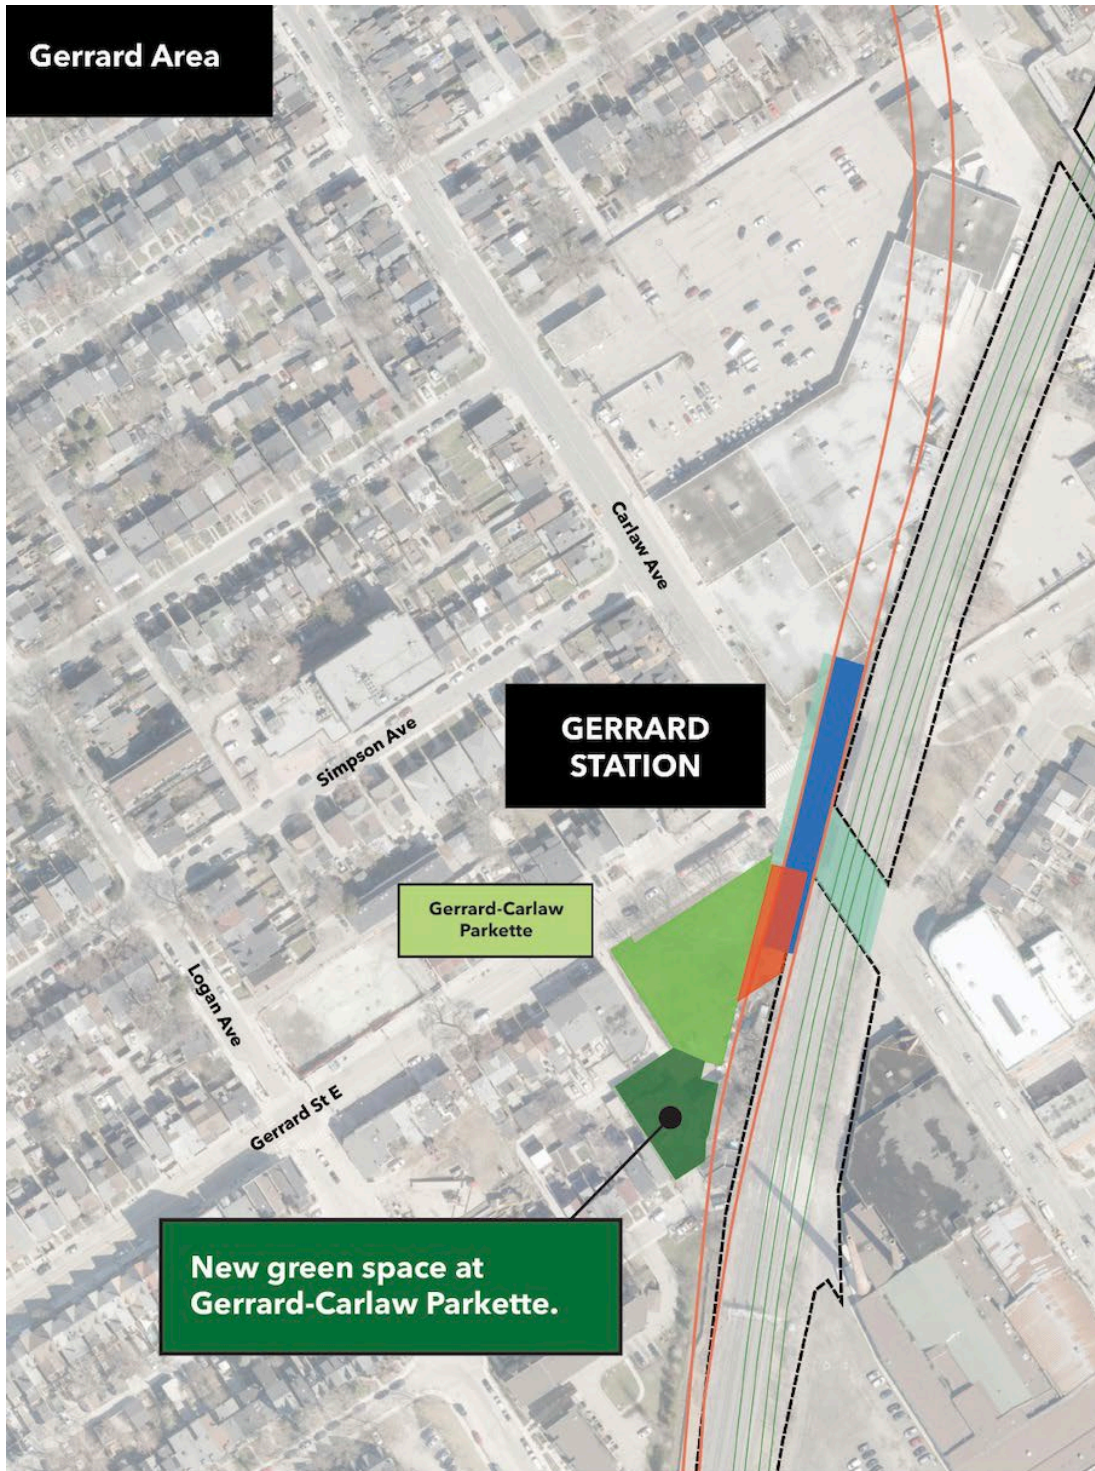 Gerrard Area
Carlaw Ave
GERRARD
STATION
Simpson Ave
Gerrard-Carlaw
Parkette
Logan Ave
Gerrard St E
New green space at
Gerrard-Carlaw Parkette.